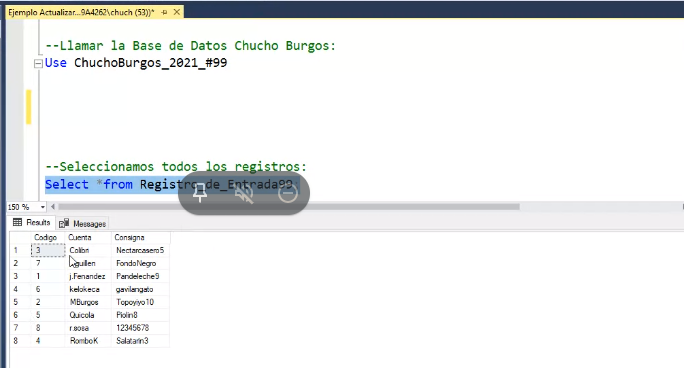 Ejemplo Actualizar...9A4262\chuch (53))*
--Llamar la Base de Datos Chucho Burgos:
Use ChuchoBurgos_2021_#99
--Seleccionamos todos los registros:
Select *from Registro_de_Entrada99
150 %
Results Messages
Codigo Cuenta Consigna
1 3 Colibri Nectarcasero5
2 7 guillen FondoNegro
3 1 j.Fenandez Pandeleche9
4 6 kelokeca gavilangato
5 2 MBurgos Topoyiyo10
6 5 Quicola Piolin8
7 8 r.sosa 12345678
8 4 RomboK Salatarin3